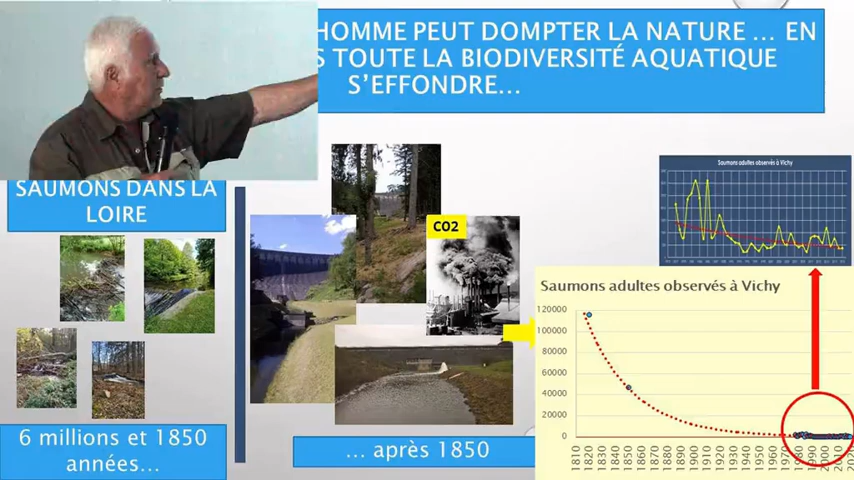 HOMME PEUT DOMPTER LA NATURE ... EN
S TOUTE LA BIODIVERSITÉ AQUATIQUE
S'EFFONDRE...
SAUMONS DANS LA
LOIRE
CO2
Saumons adultes observés à Vichy
Saumons adultes observés à Vichy
120000
100000
80000
60000
40000
20000
0
1810 1820 1830 1840 1850 1860 1870 1880 1890 1900 1910 1920 1930 1940 1950 1960 1970 1980 1990 2000 2010
6 millions et 1850
années...
... après 1850